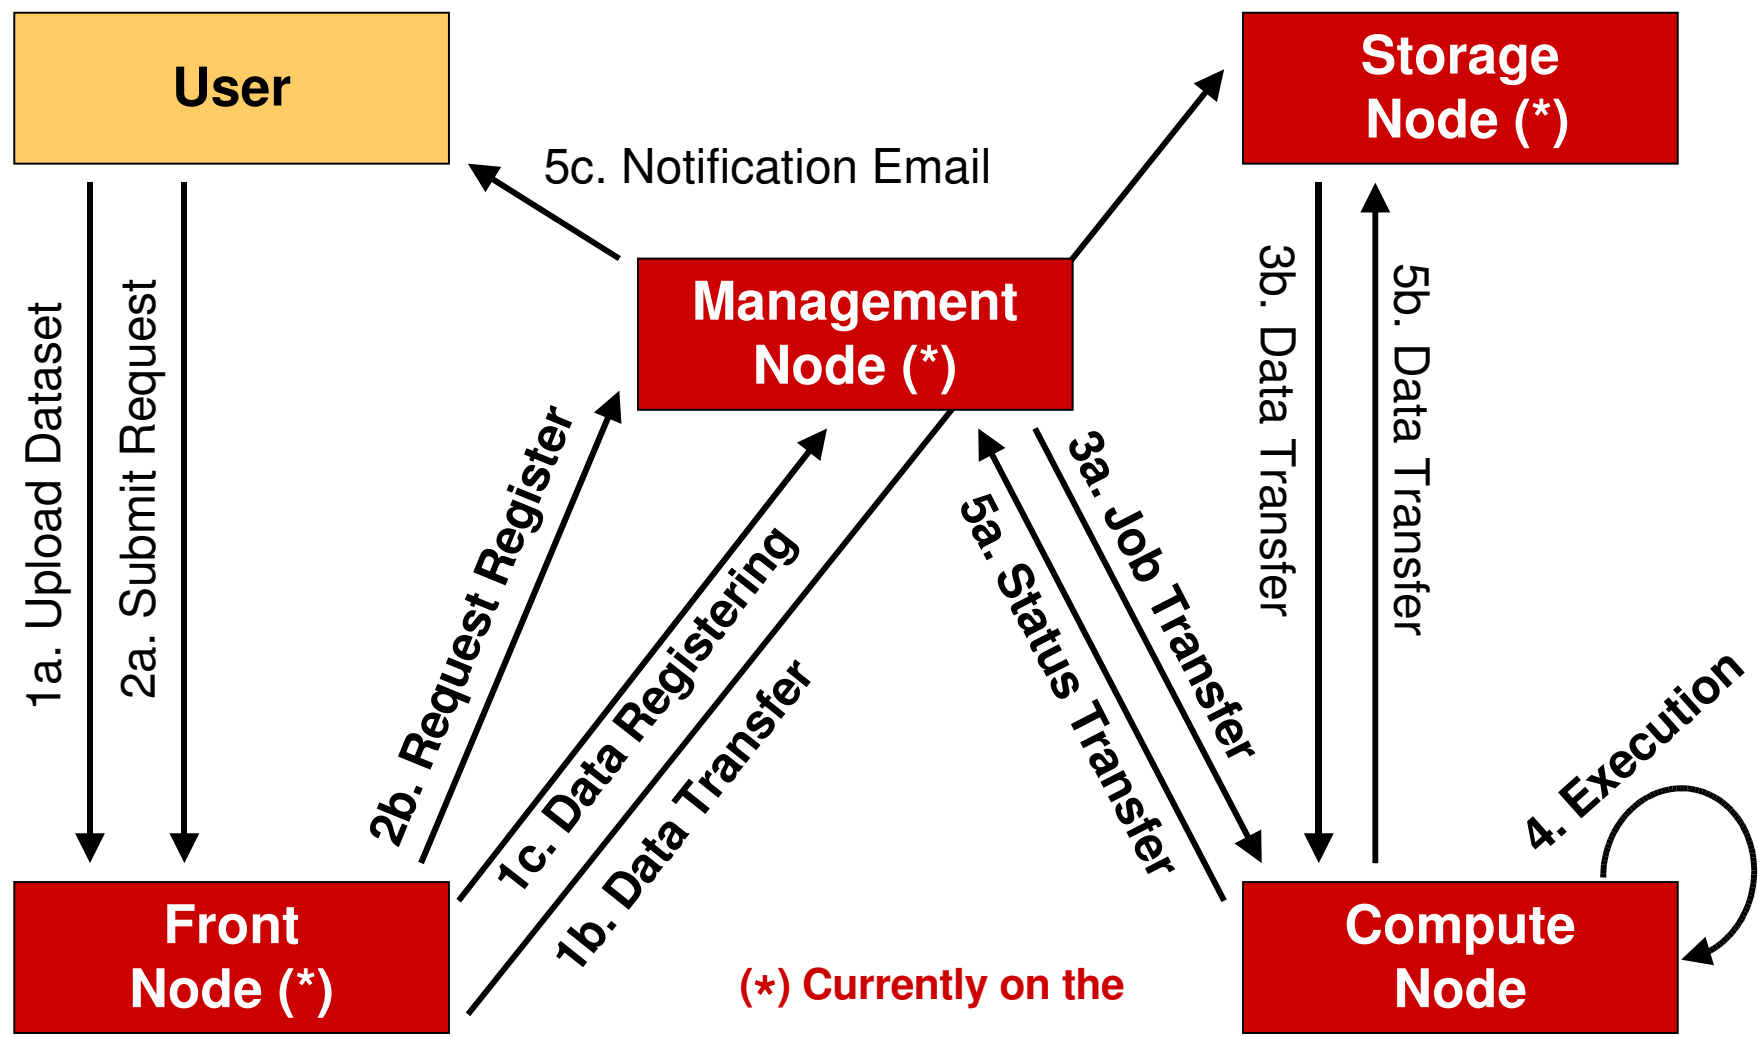 User
Storage
Node (*)
5c. Notification Email
Management
Node (*)
1a. Upload Dataset
2a. Submit Request
2b. Request Register
1c. Data Registering
1b. Data Transfer
5a. Status Transfer
3a. Job Transfer
3b. Data Transfer
5b. Data Transfer
4. Execution
Front
Node (*)
(*) Currently on the
Compute
Node